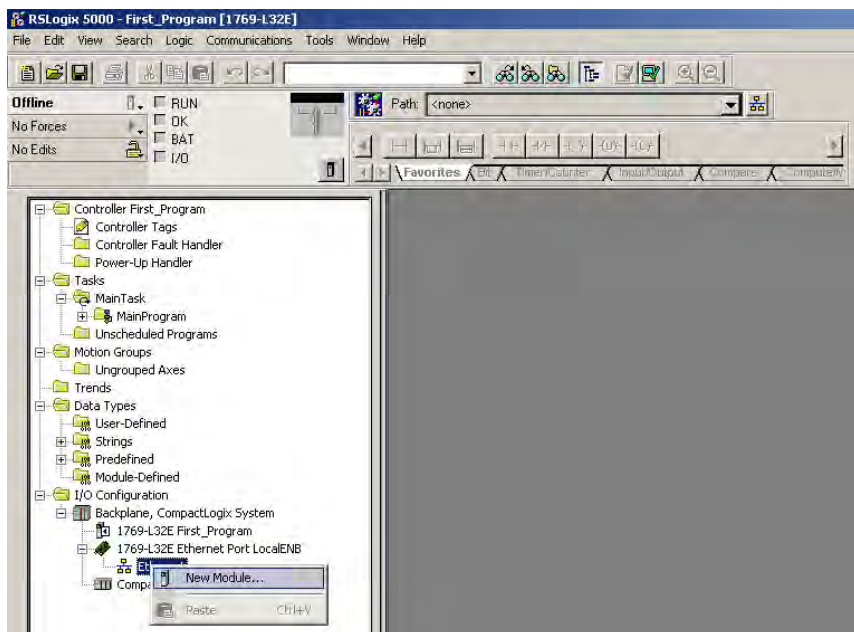 RSLogix 5000 - First_Program [1769-L32E]
File Edit View Search Logic Communications Tools Window Help
Offline
RUN
Path: <none>
No Forces
OK
No Edits
BAT
I/O
Favorites Bit Timer/Counter Input/Output Compare
Controller First_Program
Controller Tags
Controller Fault Handler
Power-Up Handler
Tasks
MainTask
MainProgram
Unscheduled Programs
Motion Groups
Ungrouped Axes
Trends
Data Types
User-Defined
Strings
Predefined
Module-Defined
I/O Configuration
Backplane, CompactLogix System
1769-L32E First_Program
1769-L32E Ethernet Port LocalENB
New Module...
Paste Ctrl+V